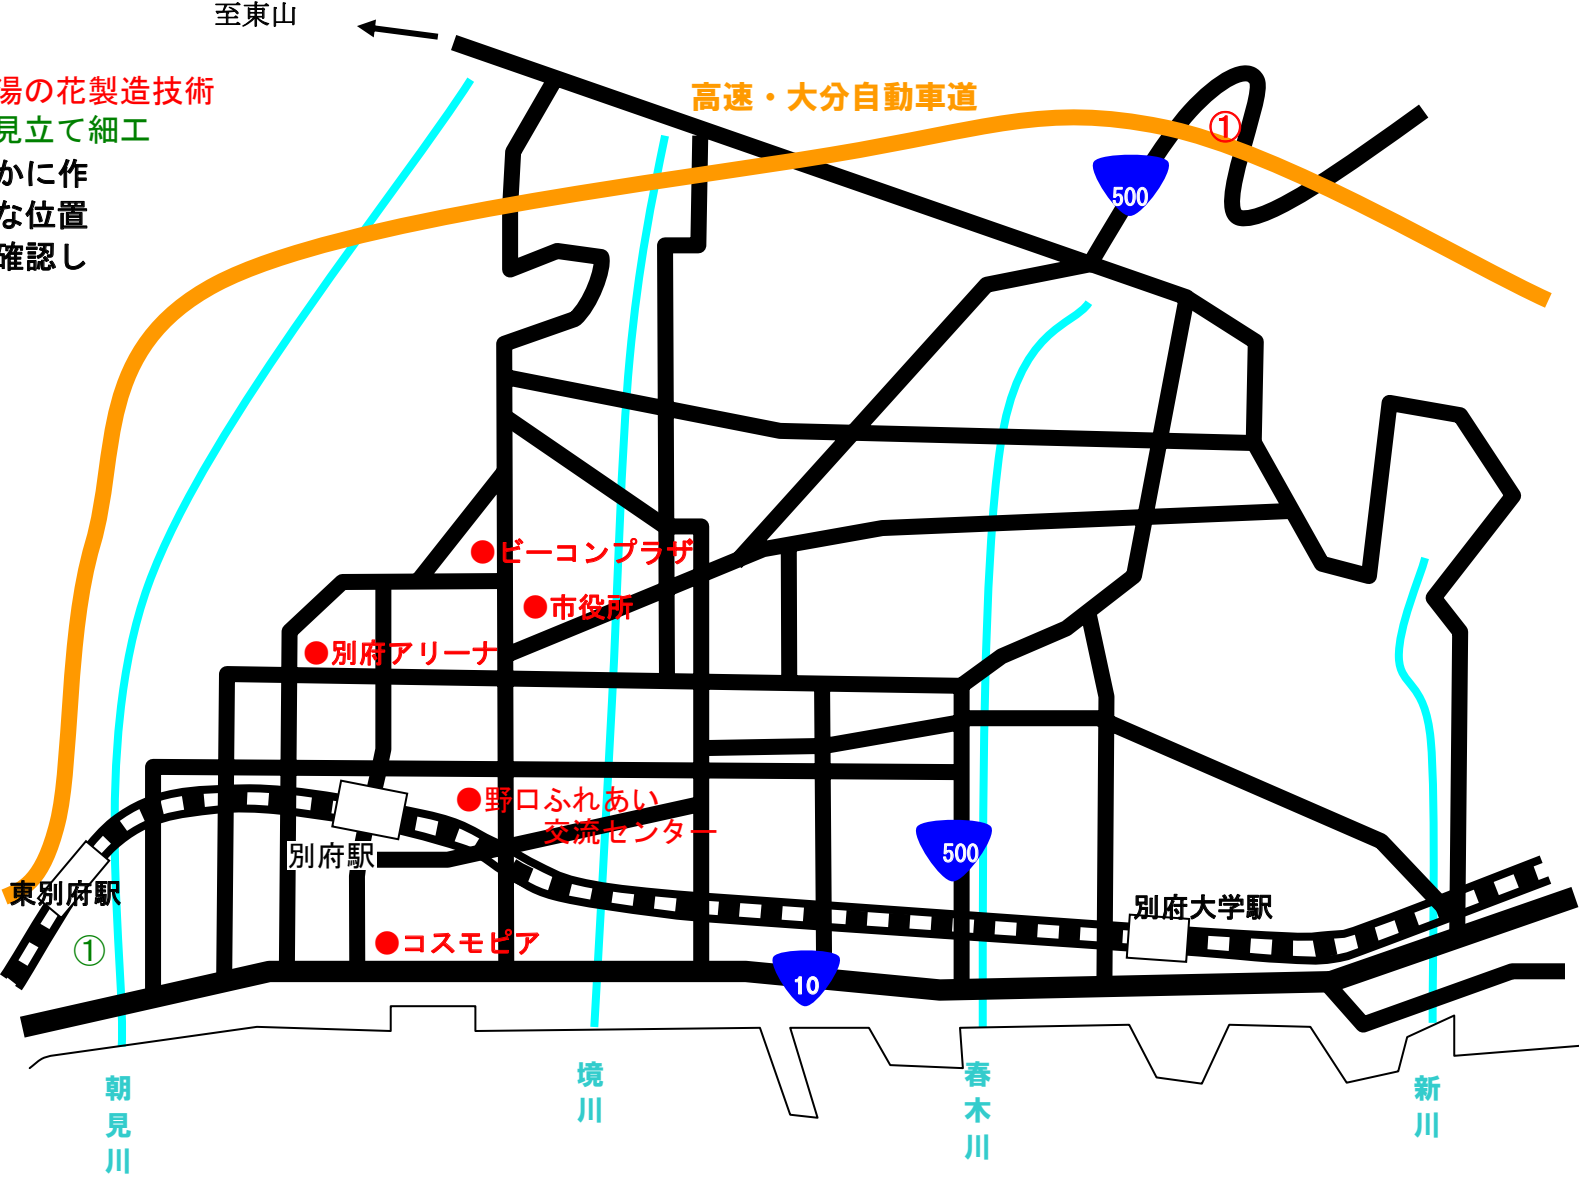 至東山
湯の花製造技術
見立て細工
かに作
な位置
確認し
高速・大分自動車道
①
500
●ビーコンプラザ
●市役所
●別府アリーナ
●野口ふれあい
交流センター
500
別府駅
東別府駅
①
別府大学駅
●コスモピア
10
朝見川
境川
春木川
新川